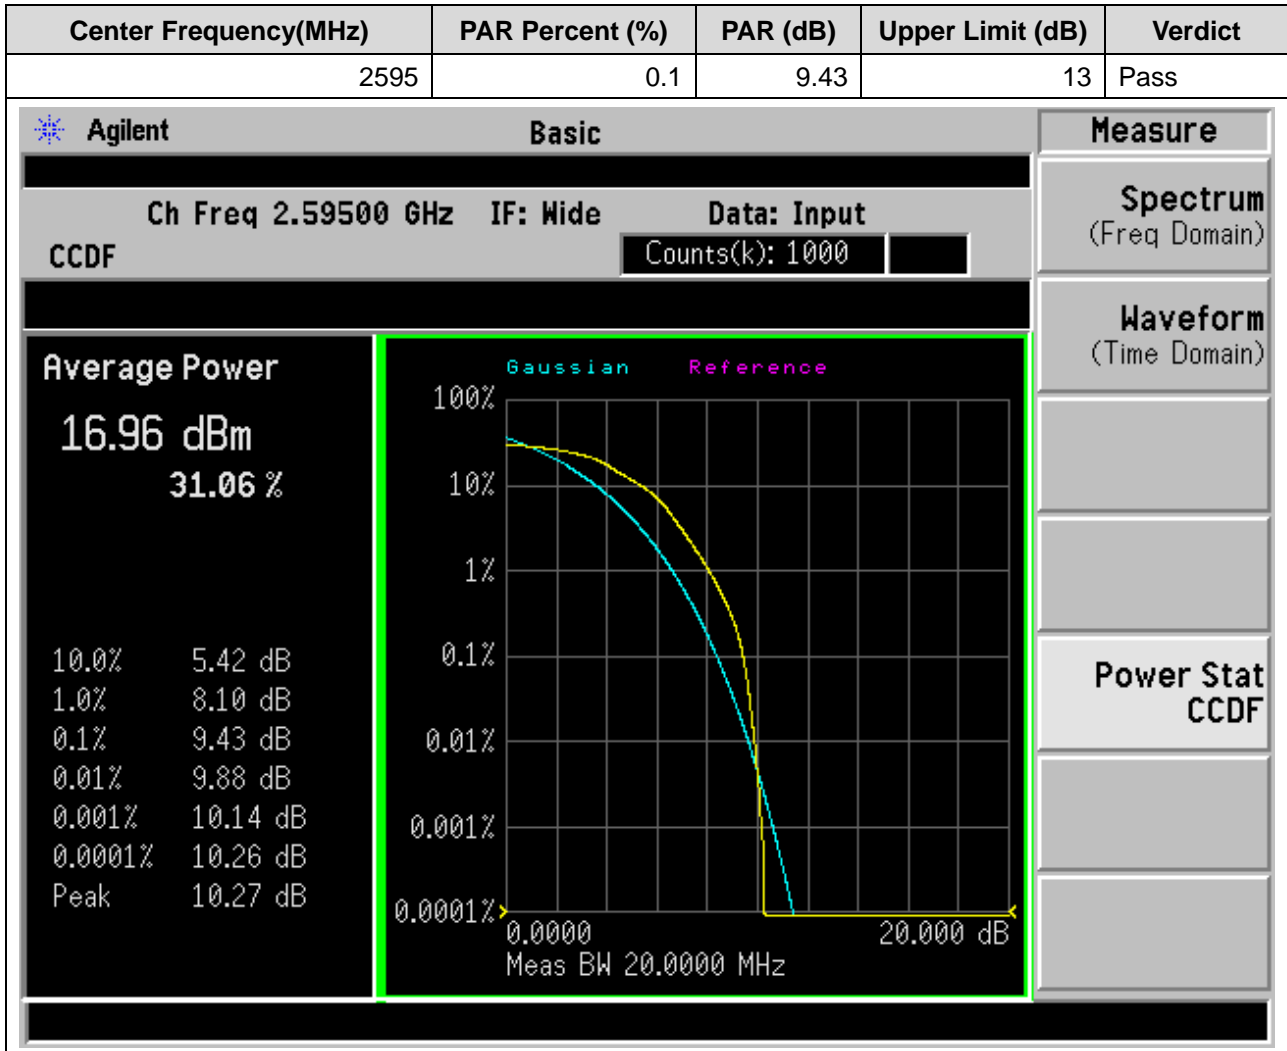 Center Frequency(MHz) PAR Percent (%) PAR (dB) Upper Limit (dB) Verdict
2595 0.1 9.43 13 Pass
Agilent Basic
Ch Freq 2.59500 GHz IF: Wide Data: Input
CCDF Counts(k): 1000
Average Power
16.96 dBm
31.06 %
10.0% 5.42 dB
1.0% 8.10 dB
0.1% 9.43 dB
0.01% 9.88 dB
0.001% 10.14 dB
0.0001% 10.26 dB
Peak 10.27 dB
Gaussian Reference
100%
10%
1%
0.1%
0.01%
0.001%
0.0001%
0.0000 20.000 dB
Meas BW 20.0000 MHz
Measure
Spectrum
(Freq Domain)
Waveform
(Time Domain)
Power Stat
CCDF